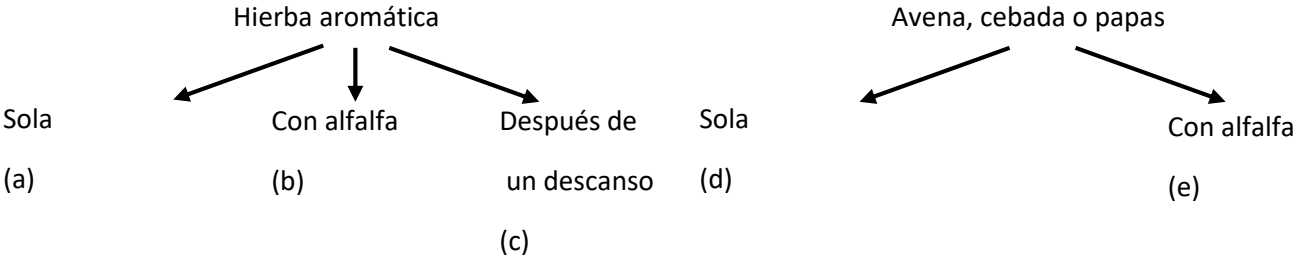 Hierba aromática
Avena, cebada o papas
Sola
(a)
Con alfalfa
(b)
Después de
un descanso
(c)
Sola
(d)
Con alfalfa
(e)